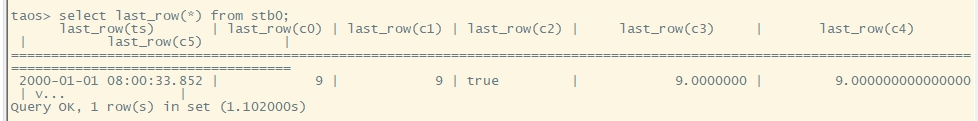 taos> select last_row(*) from stb0;
last_row(ts) | last_row(c0) | last_row(c1) | last_row(c2) | last_row(c3) | last_row(c4)
| last_row(c5) |
========================================================================================================================
===================================
2000-01-01 08:00:33.852 | 9 | 9 | true | 9.0000000 | 9.000000000000000
| v... |
Query OK, 1 row(s) in set (1.102000s)